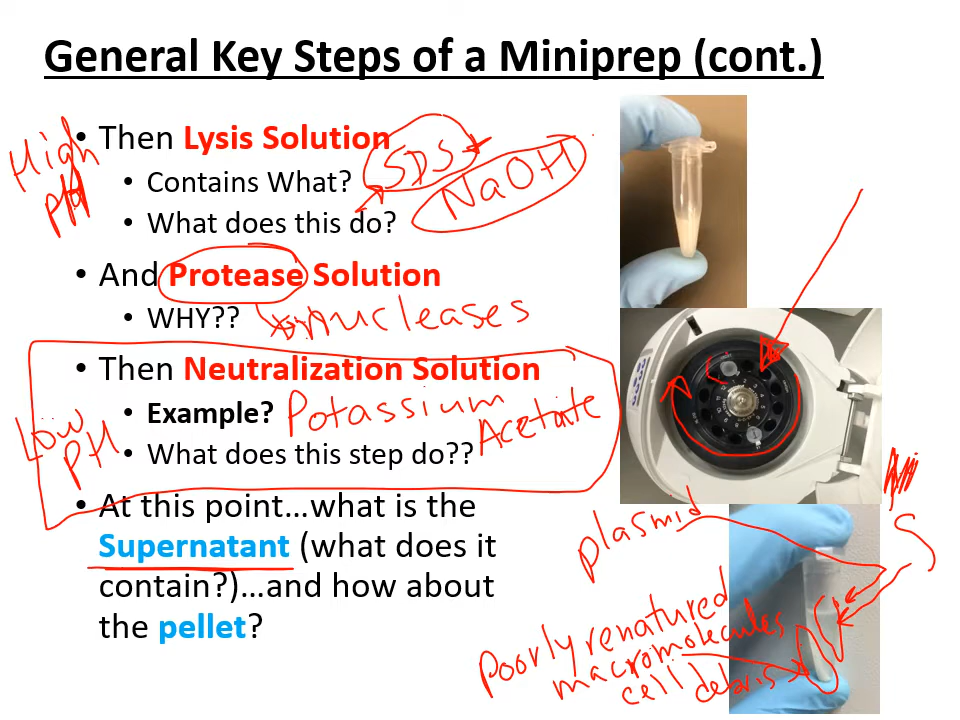 General Key Steps of a Miniprep (cont.)
• Then Lysis Solution
High pH
• Contains What?
SDS +
NaOH
• What does this do?
• And Protease Solution
• WHY??
nucleases
• Then Neutralization Solution
Low pH
• Example?
Potassium
Acetate
• What does this step do??
• At this point…what is the
Supernatant (what does it
contain?)…and how about
the pellet?
plasmid
S
Poorly renatured
macromolecules
cell debris